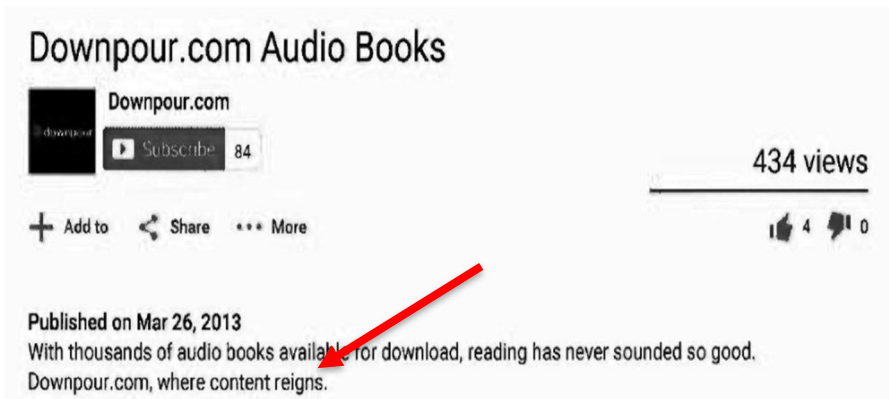 Downpour.com Audio Books
downpour
Downpour.com
Subscribe 84
434 views
Add to Share More
4 0
Published on Mar 26, 2013
With thousands of audio books available for download, reading has never sounded so good.
Downpour.com, where content reigns.